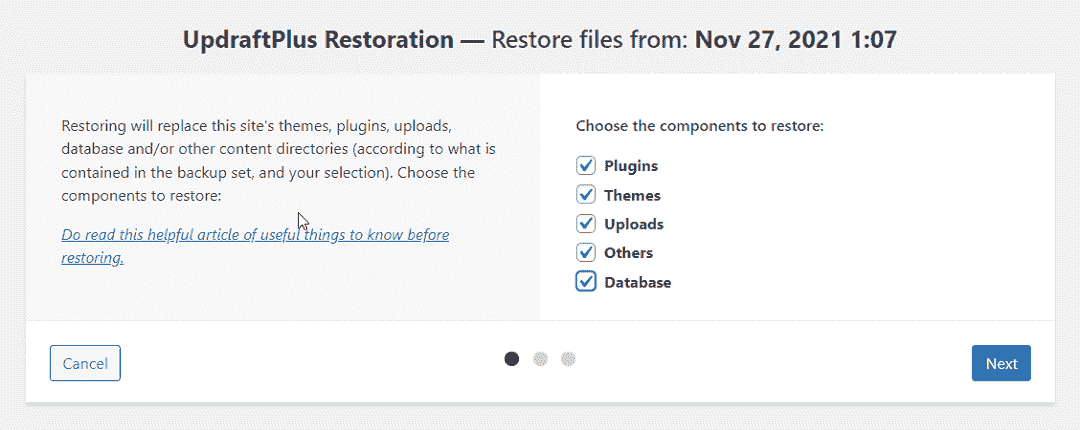 UpdraftPlus Restoration — Restore files from: Nov 27, 2021 1:07
Restoring will replace this site's themes, plugins, uploads,
database and/or other content directories (according to what is
contained in the backup set, and your selection). Choose the
components to restore:
Do read this helpful article of useful things to know before
restoring.
Choose the components to restore:
Plugins
Themes
Uploads
Others
Database
Cancel
Next